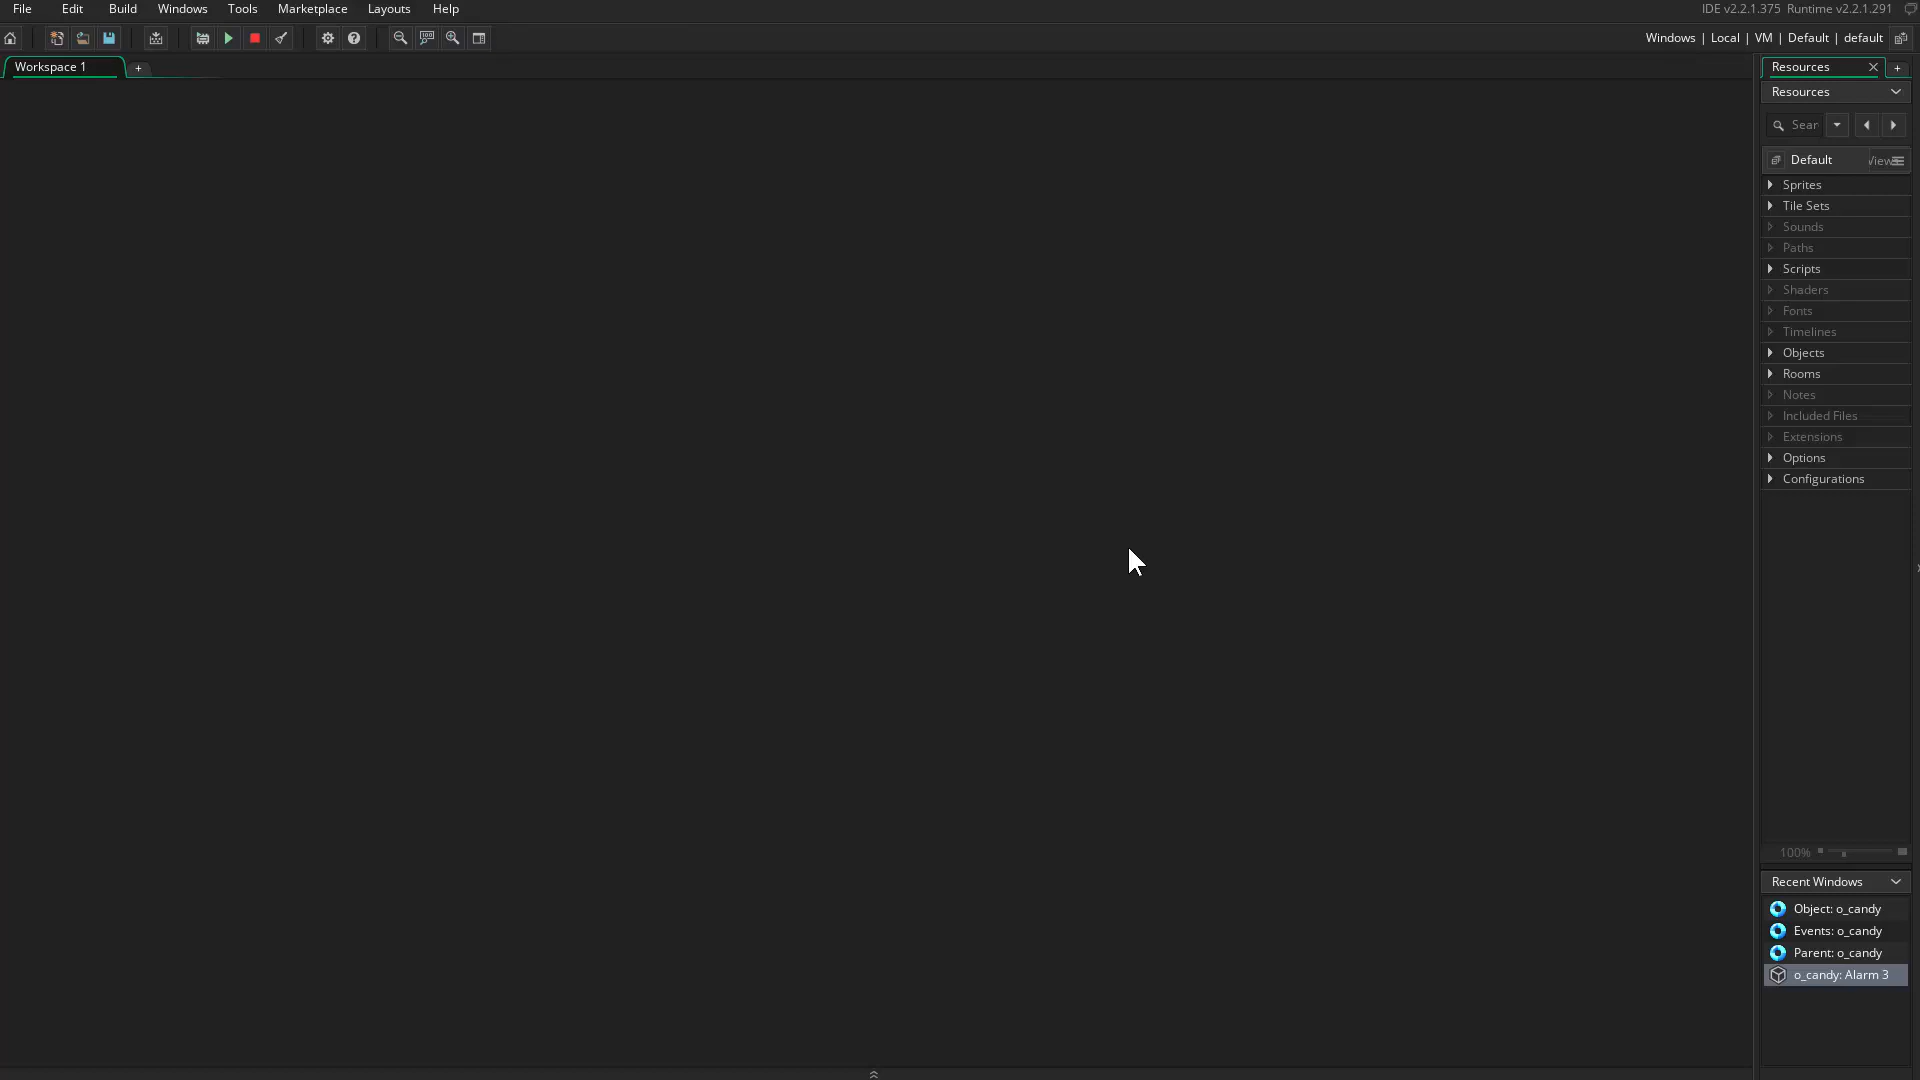 File Edit Build Windows Tools Marketplace Layouts Help
IDE v2.2.1.375 Runtime v2.2.1.291
Windows | Local | VM | Default | default
Workspace 1
Resources
Resources
Sear
Default
Views
Sprites
Tile Sets
Sounds
Paths
Scripts
Shaders
Fonts
Timelines
Objects
Rooms
Notes
Included Files
Extensions
Options
Configurations
100%
Recent Windows
Object: o_candy
Events: o_candy
Parent: o_candy
o_candy: Alarm 3